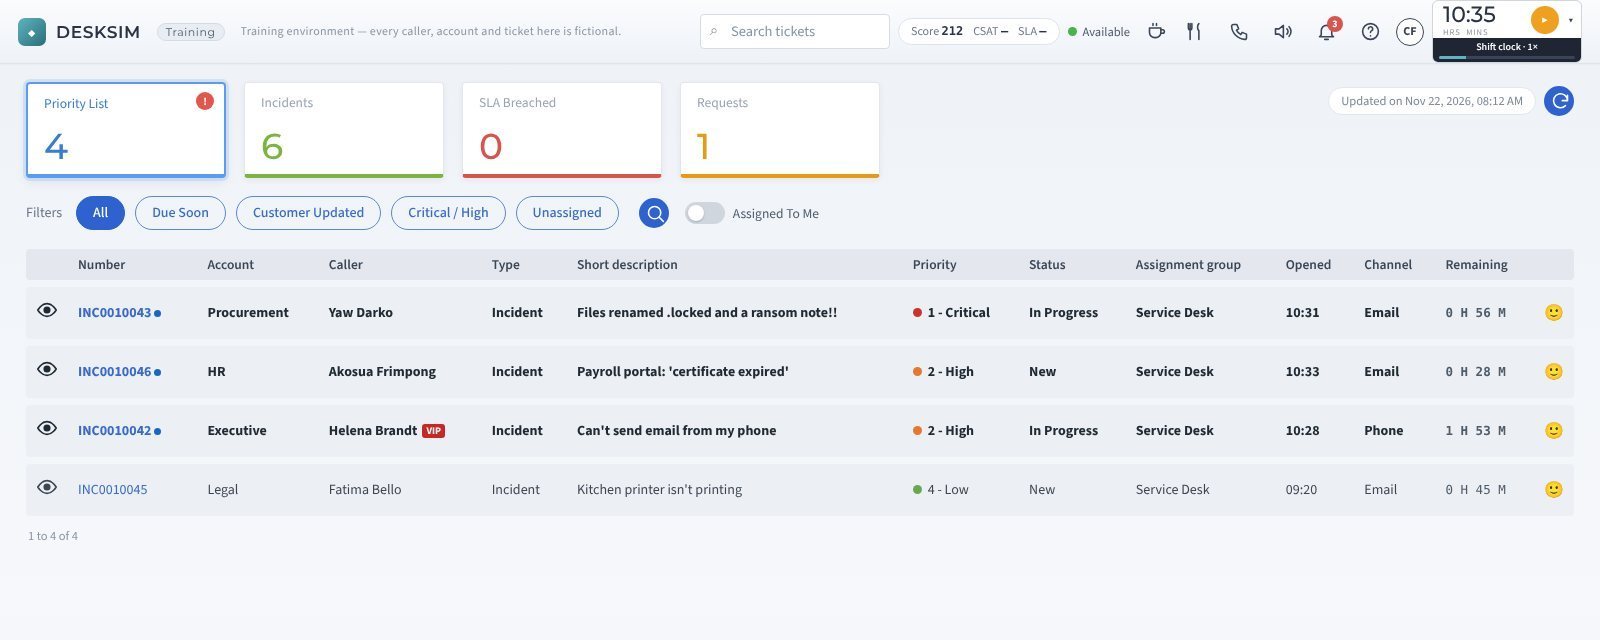 DESKSIM Training Training environment — every caller, account and ticket here is fictional. Search tickets Score 212 CSAT – SLA – Available 3 CF 10:35
HRS MINS
Shift clock · 1×
Priority List ! Incidents SLA Breached Requests Updated on Nov 22, 2026, 08:12 AM
4 6 0 1
Filters All Due Soon Customer Updated Critical / High Unassigned Assigned To Me
Number Account Caller Type Short description Priority Status Assignment group Opened Channel Remaining
INC0010043 Procurement Yaw Darko Incident Files renamed .locked and a ransom note!! 1 - Critical In Progress Service Desk 10:31 Email 0 H 56 M
INC0010046 HR Akosua Frimpong Incident Payroll portal: 'certificate expired' 2 - High New Service Desk 10:33 Email 0 H 28 M
INC0010042 Executive Helena Brandt VIP Incident Can't send email from my phone 2 - High In Progress Service Desk 10:28 Phone 1 H 53 M
INC0010045 Legal Fatima Bello Incident Kitchen printer isn't printing 4 - Low New Service Desk 09:20 Email 0 H 45 M
1 to 4 of 4